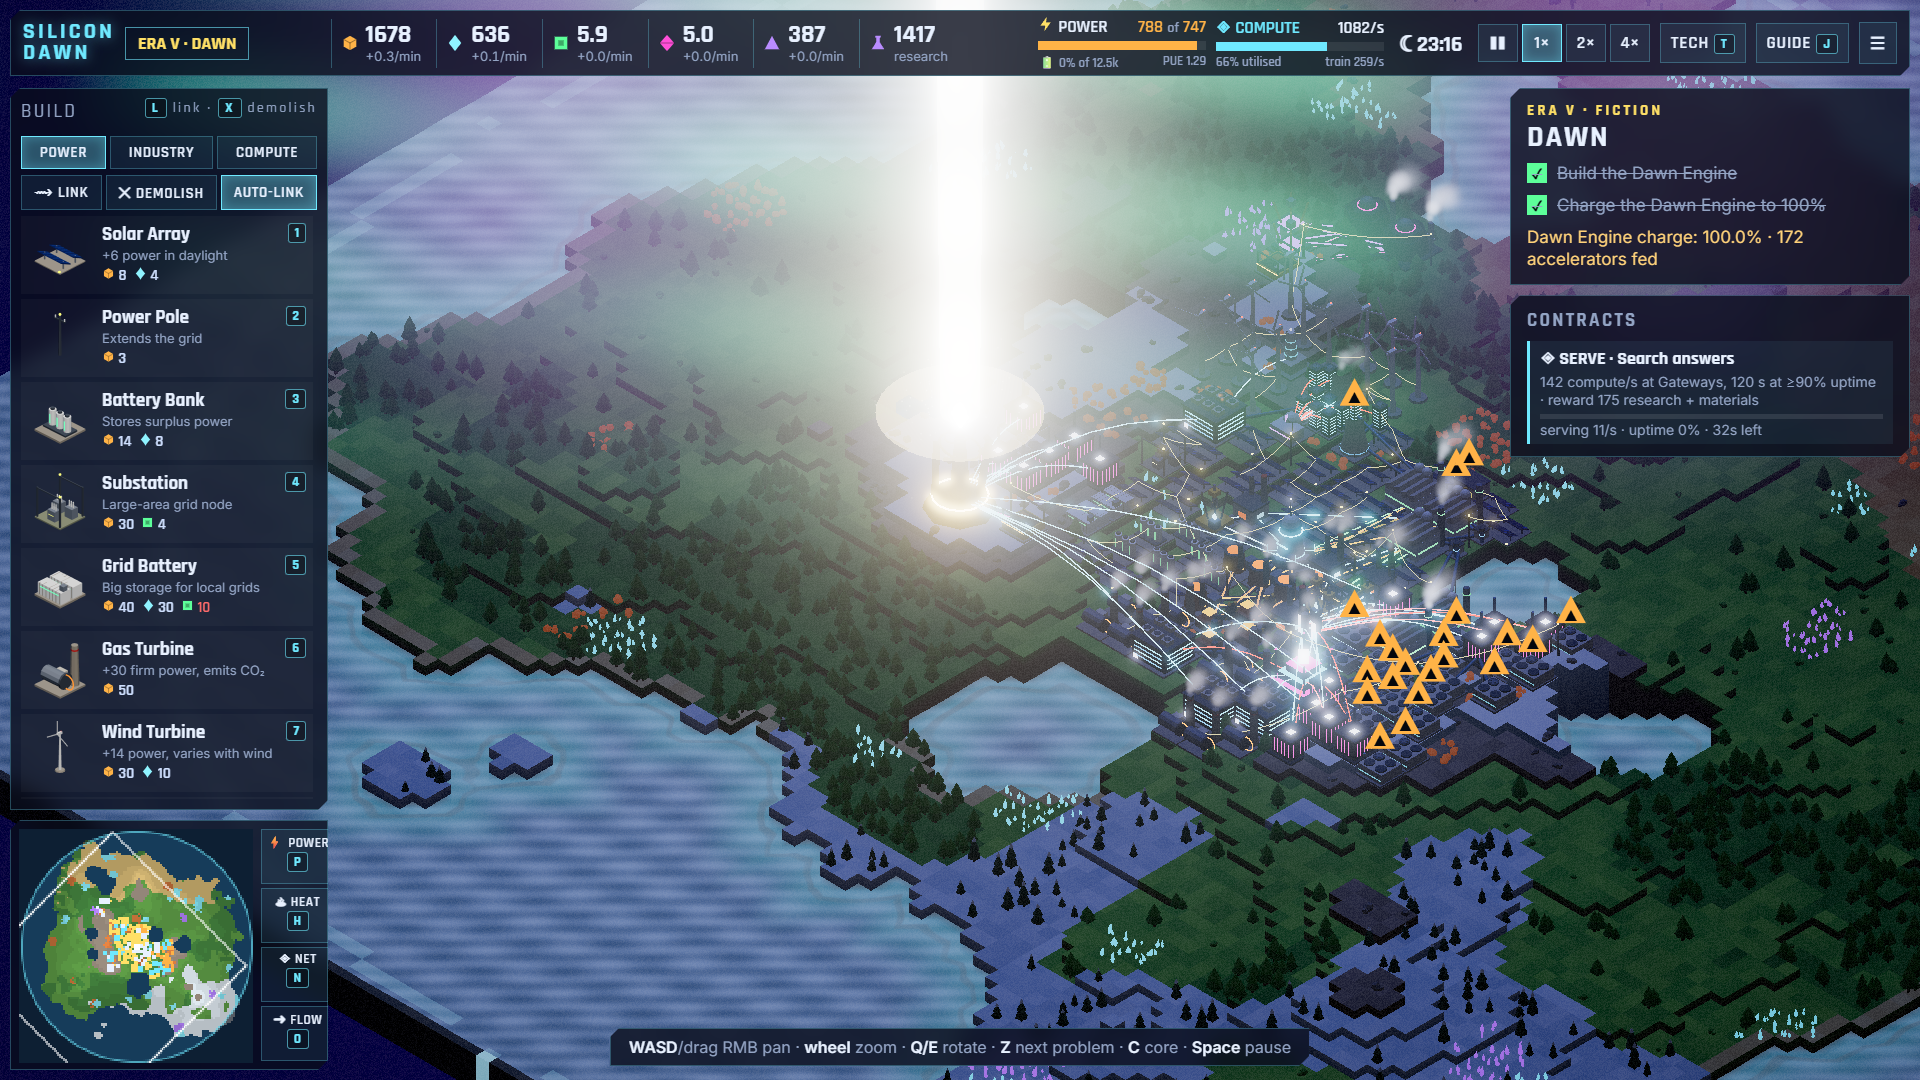 SILICON DAWN
ERA V · DAWN
1678
+0.3/min
636
+0.1/min
5.9
+0.0/min
5.0
+0.0/min
387
+0.0/min
1417
research
POWER 788 of 747
0% of 12.5k PUE 1.29
COMPUTE 1082/s
66% utilised train 259/s
23:16
1×
2×
4×
TECH T
GUIDE J
BUILD L link · X demolish
POWER INDUSTRY COMPUTE
LINK DEMOLISH AUTO-LINK
Solar Array 1
+6 power in daylight
8 4
Power Pole 2
Extends the grid
3
Battery Bank 3
Stores surplus power
14 8
Substation 4
Large-area grid node
30 4
Grid Battery 5
Big storage for local grids
40 30 10
Gas Turbine 6
+30 firm power, emits CO₂
50
Wind Turbine 7
+14 power, varies with wind
30 10
POWER
P
HEAT
H
NET
N
FLOW
O
ERA V · FICTION
DAWN
Build the Dawn Engine
Charge the Dawn Engine to 100%
Dawn Engine charge: 100.0% · 172
accelerators fed
CONTRACTS
SERVE · Search answers
142 compute/s at Gateways, 120 s at ≥90% uptime
· reward 175 research + materials
serving 11/s · uptime 0% · 32s left
WASD/drag RMB pan · wheel zoom · Q/E rotate · Z next problem · C core · Space pause